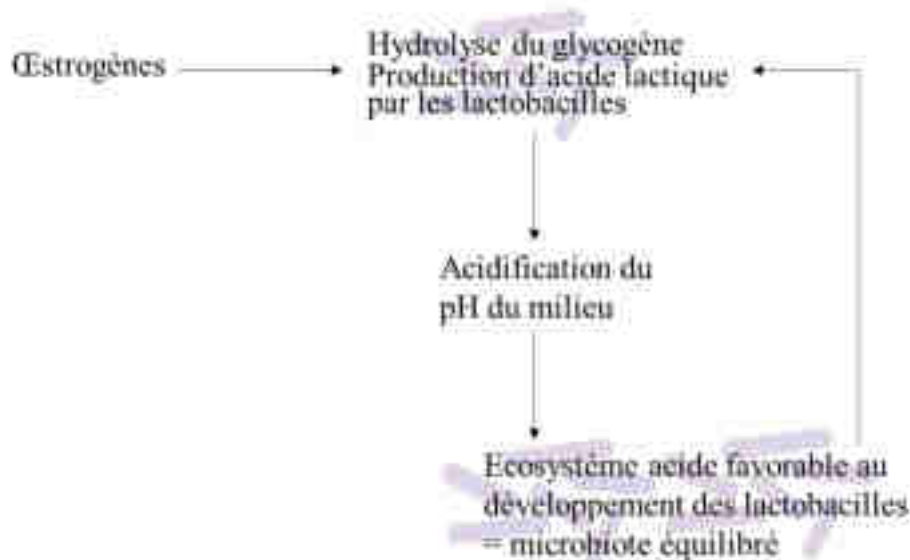 Œstrogènes
Hydrolyse du glycogène
Production d'acide lactique
par les lactobacilles
Acidification du
pH du milieu
Ecosystème acide favorable au
développement des lactobacilles
= microbiote équilibré